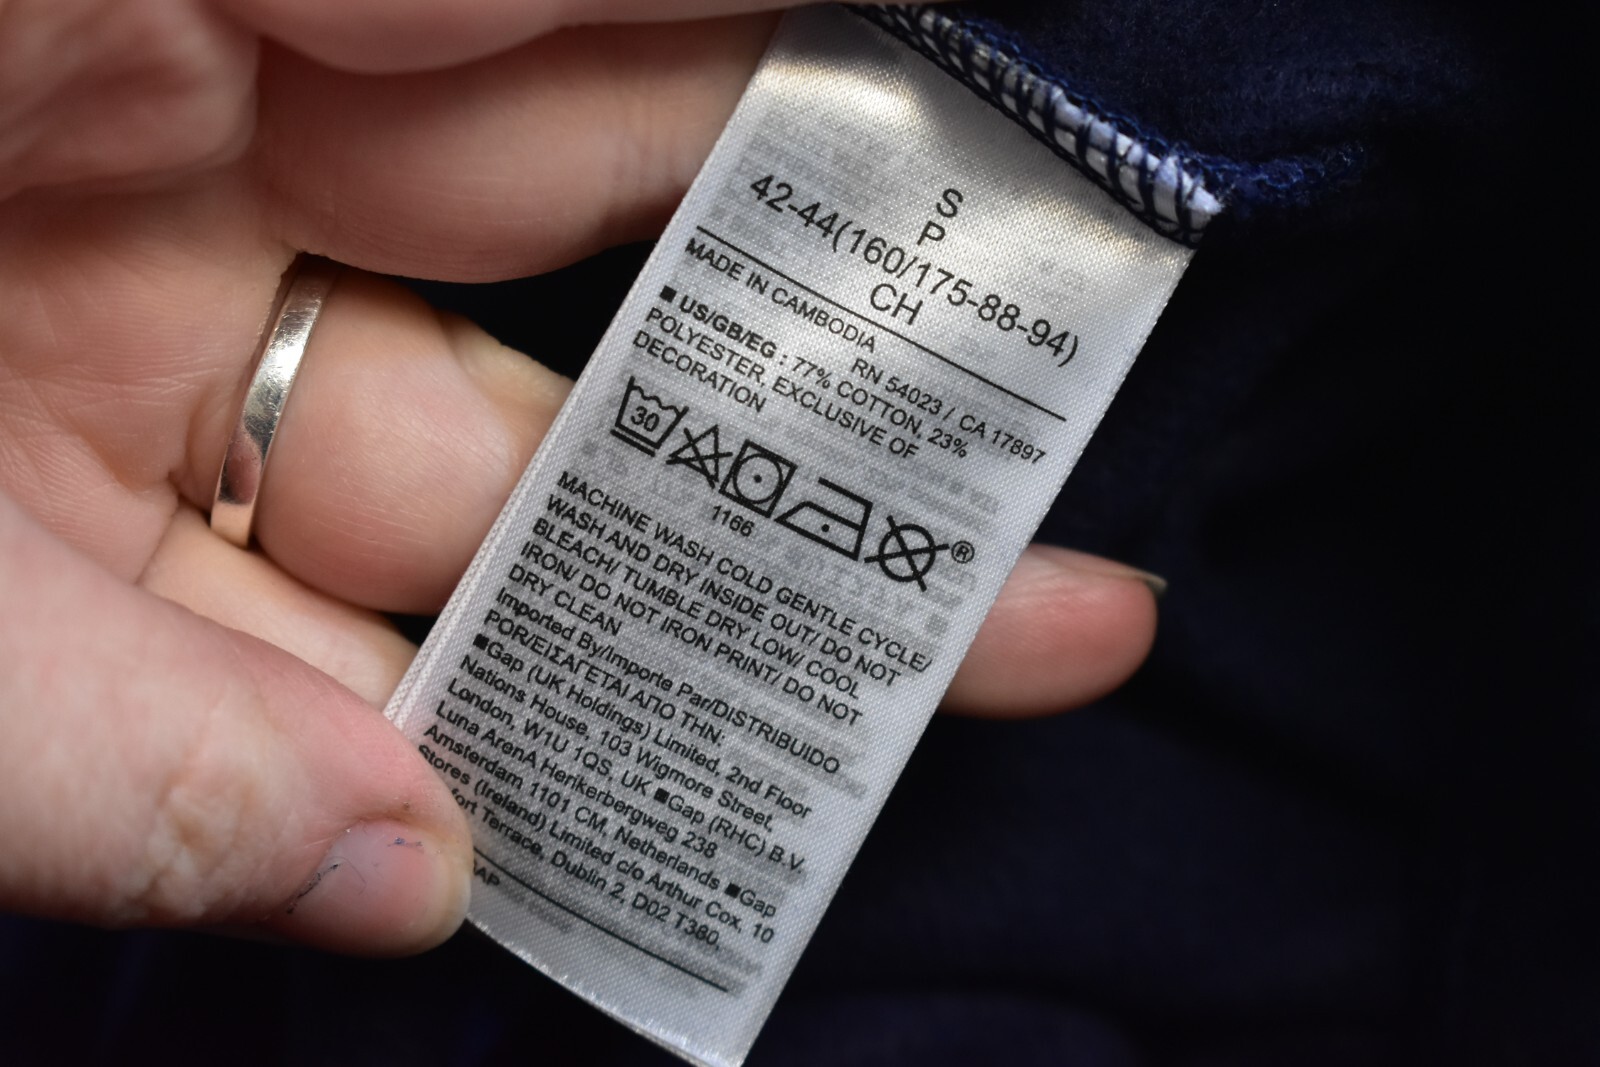 S
P
42-44(160/175-88-94)
CH
MADE IN CAMBODIA
RN 54023 / CA 17897
■ US/GB/EG : 77% COTTON, 23%
POLYESTER, EXCLUSIVE OF
DECORATION
30
®
1166
MACHINE WASH COLD GENTLE CYCLE/
WASH AND DRY INSIDE OUT/ DO NOT
BLEACH/ TUMBLE DRY LOW/ COOL
IRON/ DO NOT IRON PRINT/ DO NOT
DRY CLEAN
Imported By/Importe Par/DISTRIBUIDO
POR/ΕΙΣΑΓΕΤΑΙ ΑΠΟ ΤΗΝ:
■Gap (UK Holdings) Limited, 2nd Floor
Nations House, 103 Wigmore Street,
London, W1U 1QS, UK ■Gap (RHC) B.V.
Luna ArenA Herikerbergweg 238
Amsterdam 1101 CM, Netherlands ■Gap
Stores (Ireland) Limited c/o Arthur Cox, 10
Terrace, Dublin 2, D02 T380,